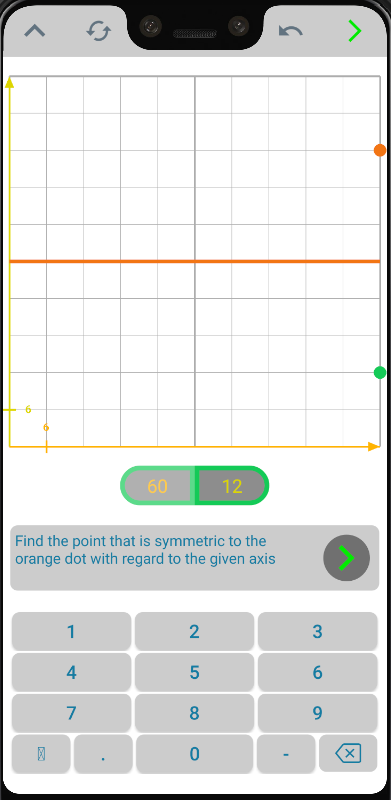 6
6
60 12
Find the point that is symmetric to the
orange dot with regard to the given axis
1 2 3
4 5 6
7 8 9
. 0 -